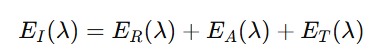 E_I(λ) = E_R(λ) + E_A(λ) + E_T(λ)